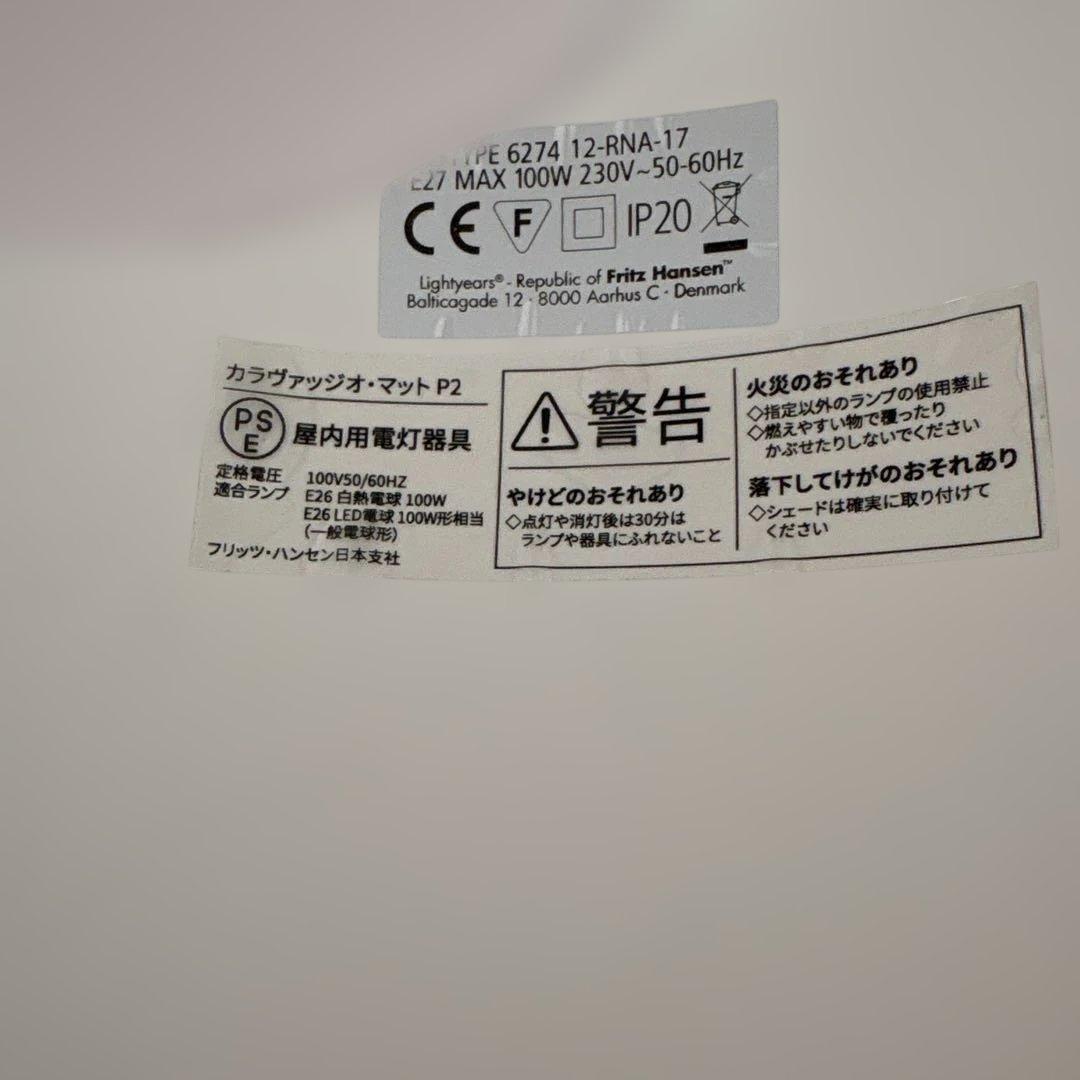 TYPE 6274 12-RNA-17
E27 MAX 100W 230V~50-60Hz
CE F IP20
Lightyears® - Republic of Fritz Hansen™
Balticagade 12 · 8000 Aarhus C · Denmark
カラヴァッジオ・マット P2
PSE 屋内用電灯器具
定格電圧 100V50/60HZ
適合ランプ E26 白熱電球 100W
E26 LED電球 100W形相当
(一般電球形)
フリッツ・ハンセン日本支社
警告
やけどのおそれあり
◇点灯や消灯後は30分は
ランプや器具にふれないこと
火災のおそれあり
◇指定以外のランプの使用禁止
◇燃えやすい物で覆ったり
かぶせたりしないでください
落下してけがのおそれあり
◇シェードは確実に取り付けて
ください